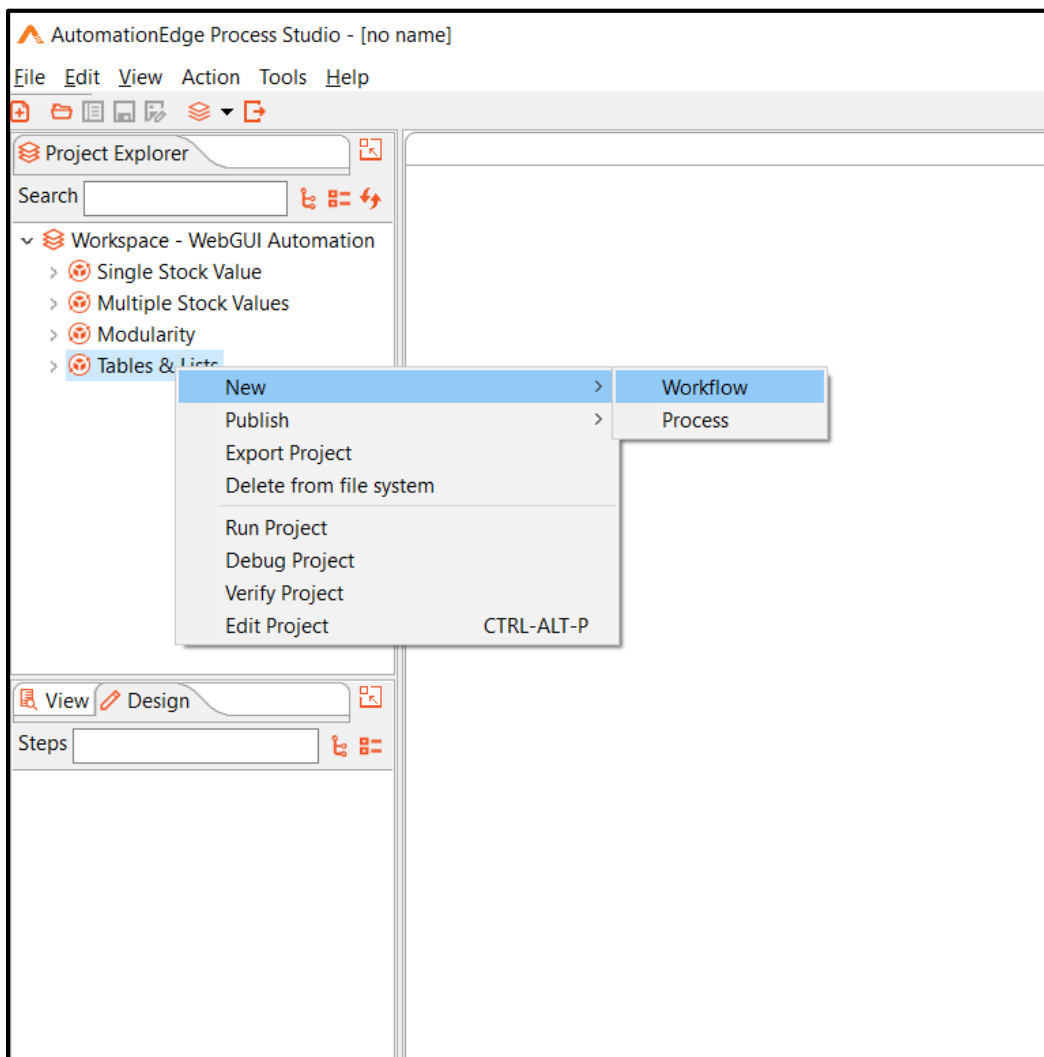 AutomationEdge Process Studio - [no name]
File Edit View Action Tools Help
Project Explorer
Search
Workspace - WebGUI Automation
Single Stock Value
Multiple Stock Values
Modularity
Tables & Lists
New
Workflow
Publish
Process
Export Project
Delete from file system
Run Project
Debug Project
Verify Project
Edit Project CTRL-ALT-P
View Design
Steps